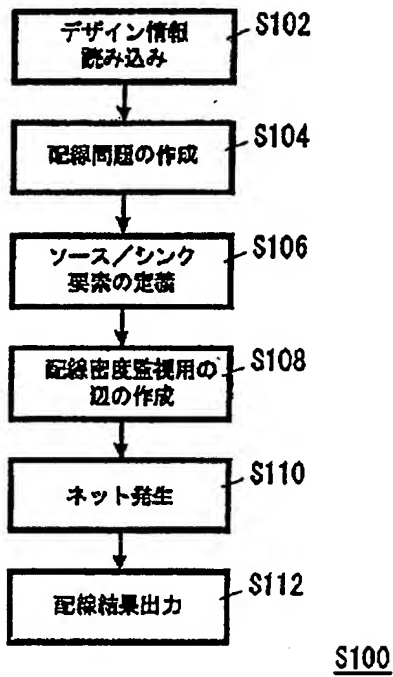 デザイン情報
読み込み
S102
配線問題の作成
S104
ソース/シンク
要素の定義
S106
配線密度監視用の
辺の作成
S108
ネット発生
S110
配線結果出力
S112
S100